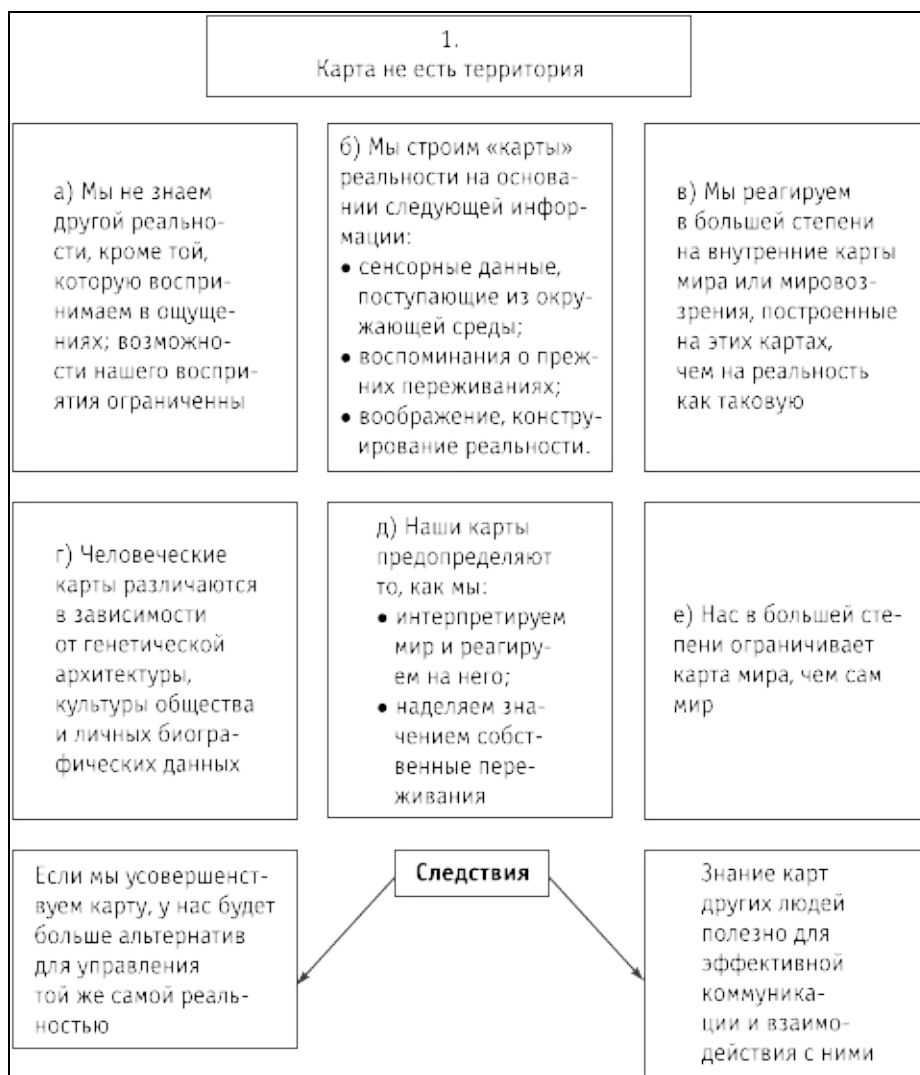 1.
Карта не есть территория
а) Мы не знаем
другой реально-
сти, кроме той,
которую воспри-
нимаем в ощуще-
ниях; возможно-
сти нашего воспри-
ятия ограниченны
б) Мы строим «карты»
реальности на основа-
нии следующей инфор-
мации:
• сенсорные данные,
поступающие из окру-
жающей среды;
• воспоминания о преж-
них переживаниях;
• воображение, констру-
ирование реальности.
в) Мы реагируем
в большей степени
на внутренние карты
мира или мировоз-
зрения, построенные
на этих картах,
чем на реальность
как таковую
г) Человеческие
карты различаются
в зависимости
от генетической
архитектуры,
культуры общества
и личных биогра-
фических данных
д) Наши карты
предопределяют
то, как мы:
• интерпретируем
мир и реагиру-
ем на него;
• наделяем зна-
чением собст-
венные пере-
живания
е) Нас в большей сте-
пени ограничивает
карта мира, чем сам
мир
Если мы усовершенст-
вуем карту, у нас будет
больше альтернатив
для управления
той же самой реаль-
ностью
Следствия
Знание карт
других людей
полезно для
эффективной
коммуника-
ции и взаимо-
действия с ними